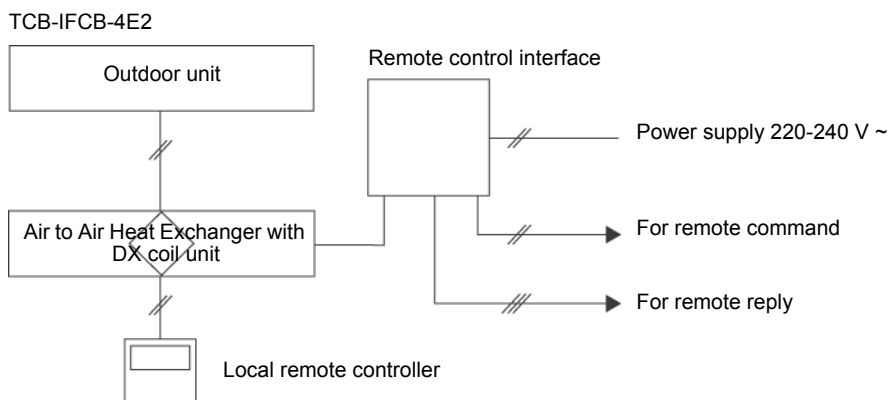 TCB-IFCB-4E2
Outdoor unit
Remote control interface
Power supply 220-240 V ~
Air to Air Heat Exchanger with
DX coil unit
For remote command
For remote reply
Local remote controller